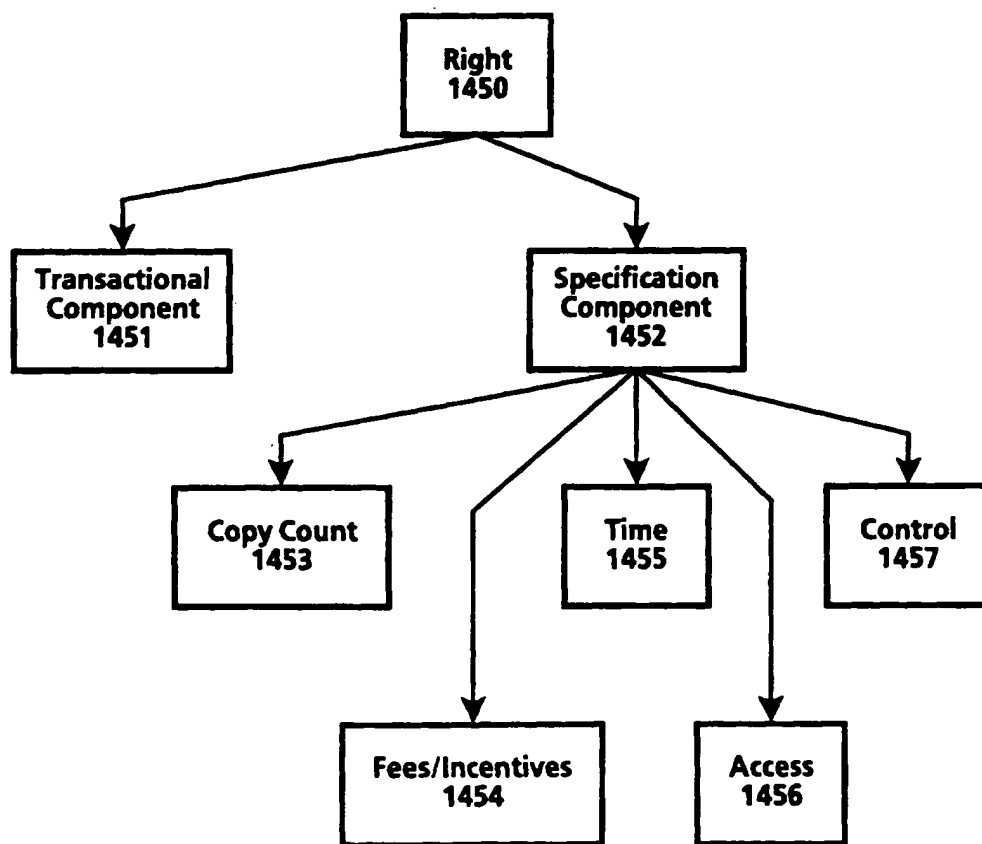 Right
1450
Transactional
Component
1451
Specification
Component
1452
Copy Count
1453
Time
1455
Control
1457
Fees/Incentives
1454
Access
1456